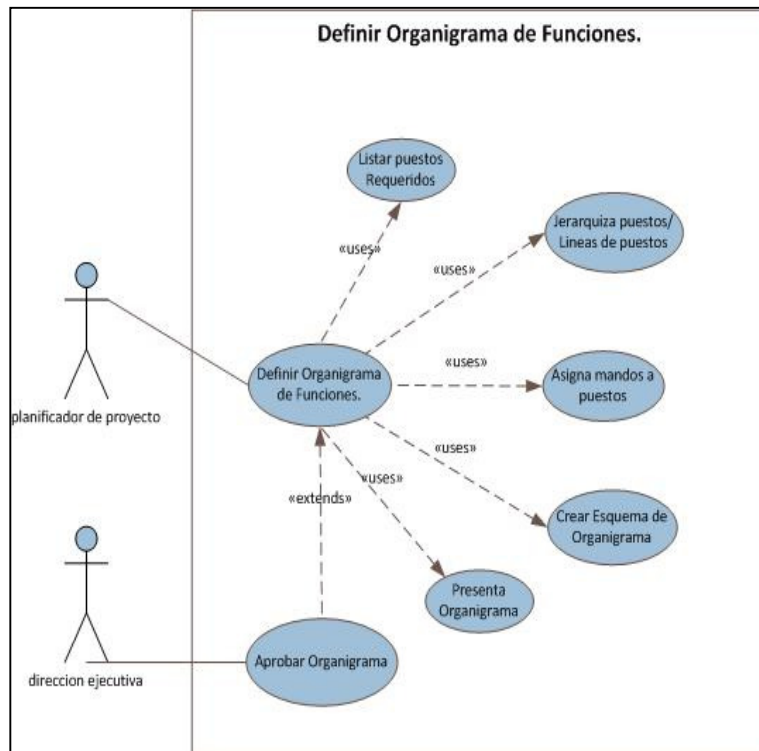 Definir Organigrama de Funciones.
Listar puestos
Requeridos
Jerarquiza puestos/
Lineas de puestos
«uses»
«uses»
planificador de proyecto
Definir Organigrama
de Funciones.
«uses»
Asigna mandos a
puestos
«uses»
«uses»
«extends»
Crear Esquema de
Organigrama
Presenta
Organigrama
direccion ejecutiva
Aprobar Organigrama